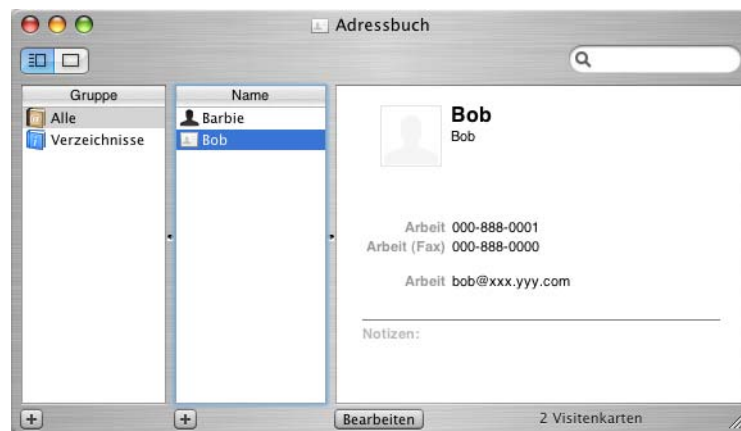 Adressbuch
Gruppe
Alle
Verzeichnisse
Name
Barbie
Bob
Bob
Bob
Arbeit 000-888-0001
Arbeit (Fax) 000-888-0000
Arbeit bob@xxx.yyy.com
Notizen:
Bearbeiten
2 Visitenkarten